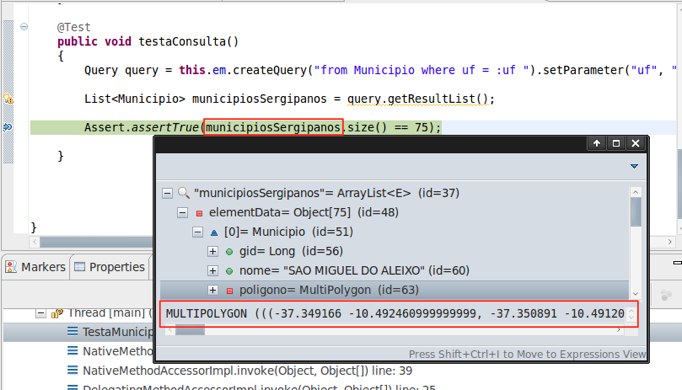 @Test
public void testaConsulta()
{
Query query = this.em.createQuery("from Municipio where uf = :uf ").setParameter("uf", "
List<Municipio> municipiosSergipanos = query.getResultList();
Assert.assertTrue(municipiosSergipanos.size() == 75);
}
}
"municipiosSergipanos"= ArrayList<E> (id=37)
elementData= Object[75] (id=48)
[0]= Municipio (id=51)
gid= Long (id=56)
nome= "SAO MIGUEL DO ALEIXO" (id=60)
poligono= MultiPolygon (id=63)
MULTIPOLYGON (((-37.349166 -10.492460999999999, -37.350891 -10.49120
Press Shift+Ctrl+I to Move to Expressions View
Markers
Properties
Thread [main] (
TestaMunicip
NativeMetho
NativeMethodAccessorImpl.invoke(Object, Object[]) line: 39
DelegatingMethodAccessorImpl.invoke(Object, Object[]) line: 25